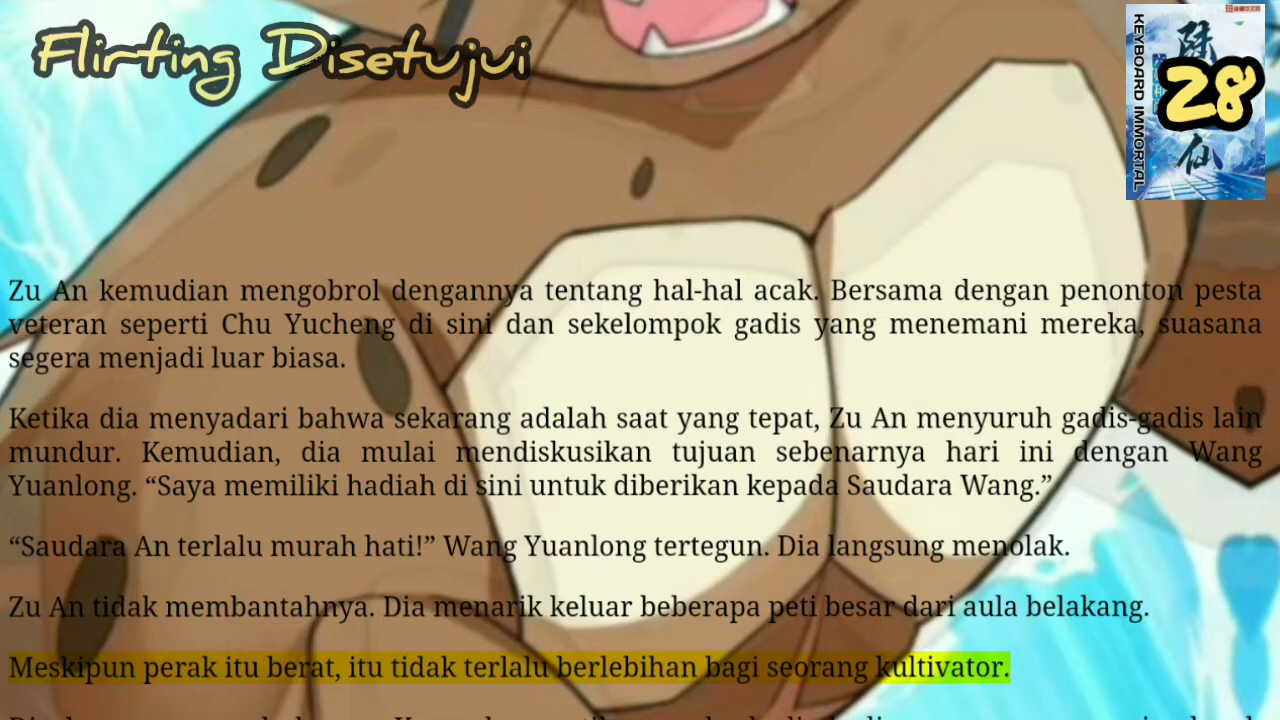 Flirting Disetujui
KEYBOARD IMMORTAL
陆
仙
28
Zu An kemudian mengobrol dengannya tentang hal-hal acak. Bersama dengan penonton pesta
veteran seperti Chu Yucheng di sini dan sekelompok gadis yang menemani mereka, suasana
segera menjadi luar biasa.
Ketika dia menyadari bahwa sekarang adalah saat yang tepat, Zu An menyuruh gadis-gadis lain
mundur. Kemudian, dia mulai mendiskusikan tujuan sebenarnya hari ini dengan Wang
Yuanlong. “Saya memiliki hadiah di sini untuk diberikan kepada Saudara Wang.”
“Saudara An terlalu murah hati!” Wang Yuanlong tertegun. Dia langsung menolak.
Zu An tidak membantahnya. Dia menarik keluar beberapa peti besar dari aula belakang.
Meskipun perak itu berat, itu tidak terlalu berlebihan bagi seorang kultivator.